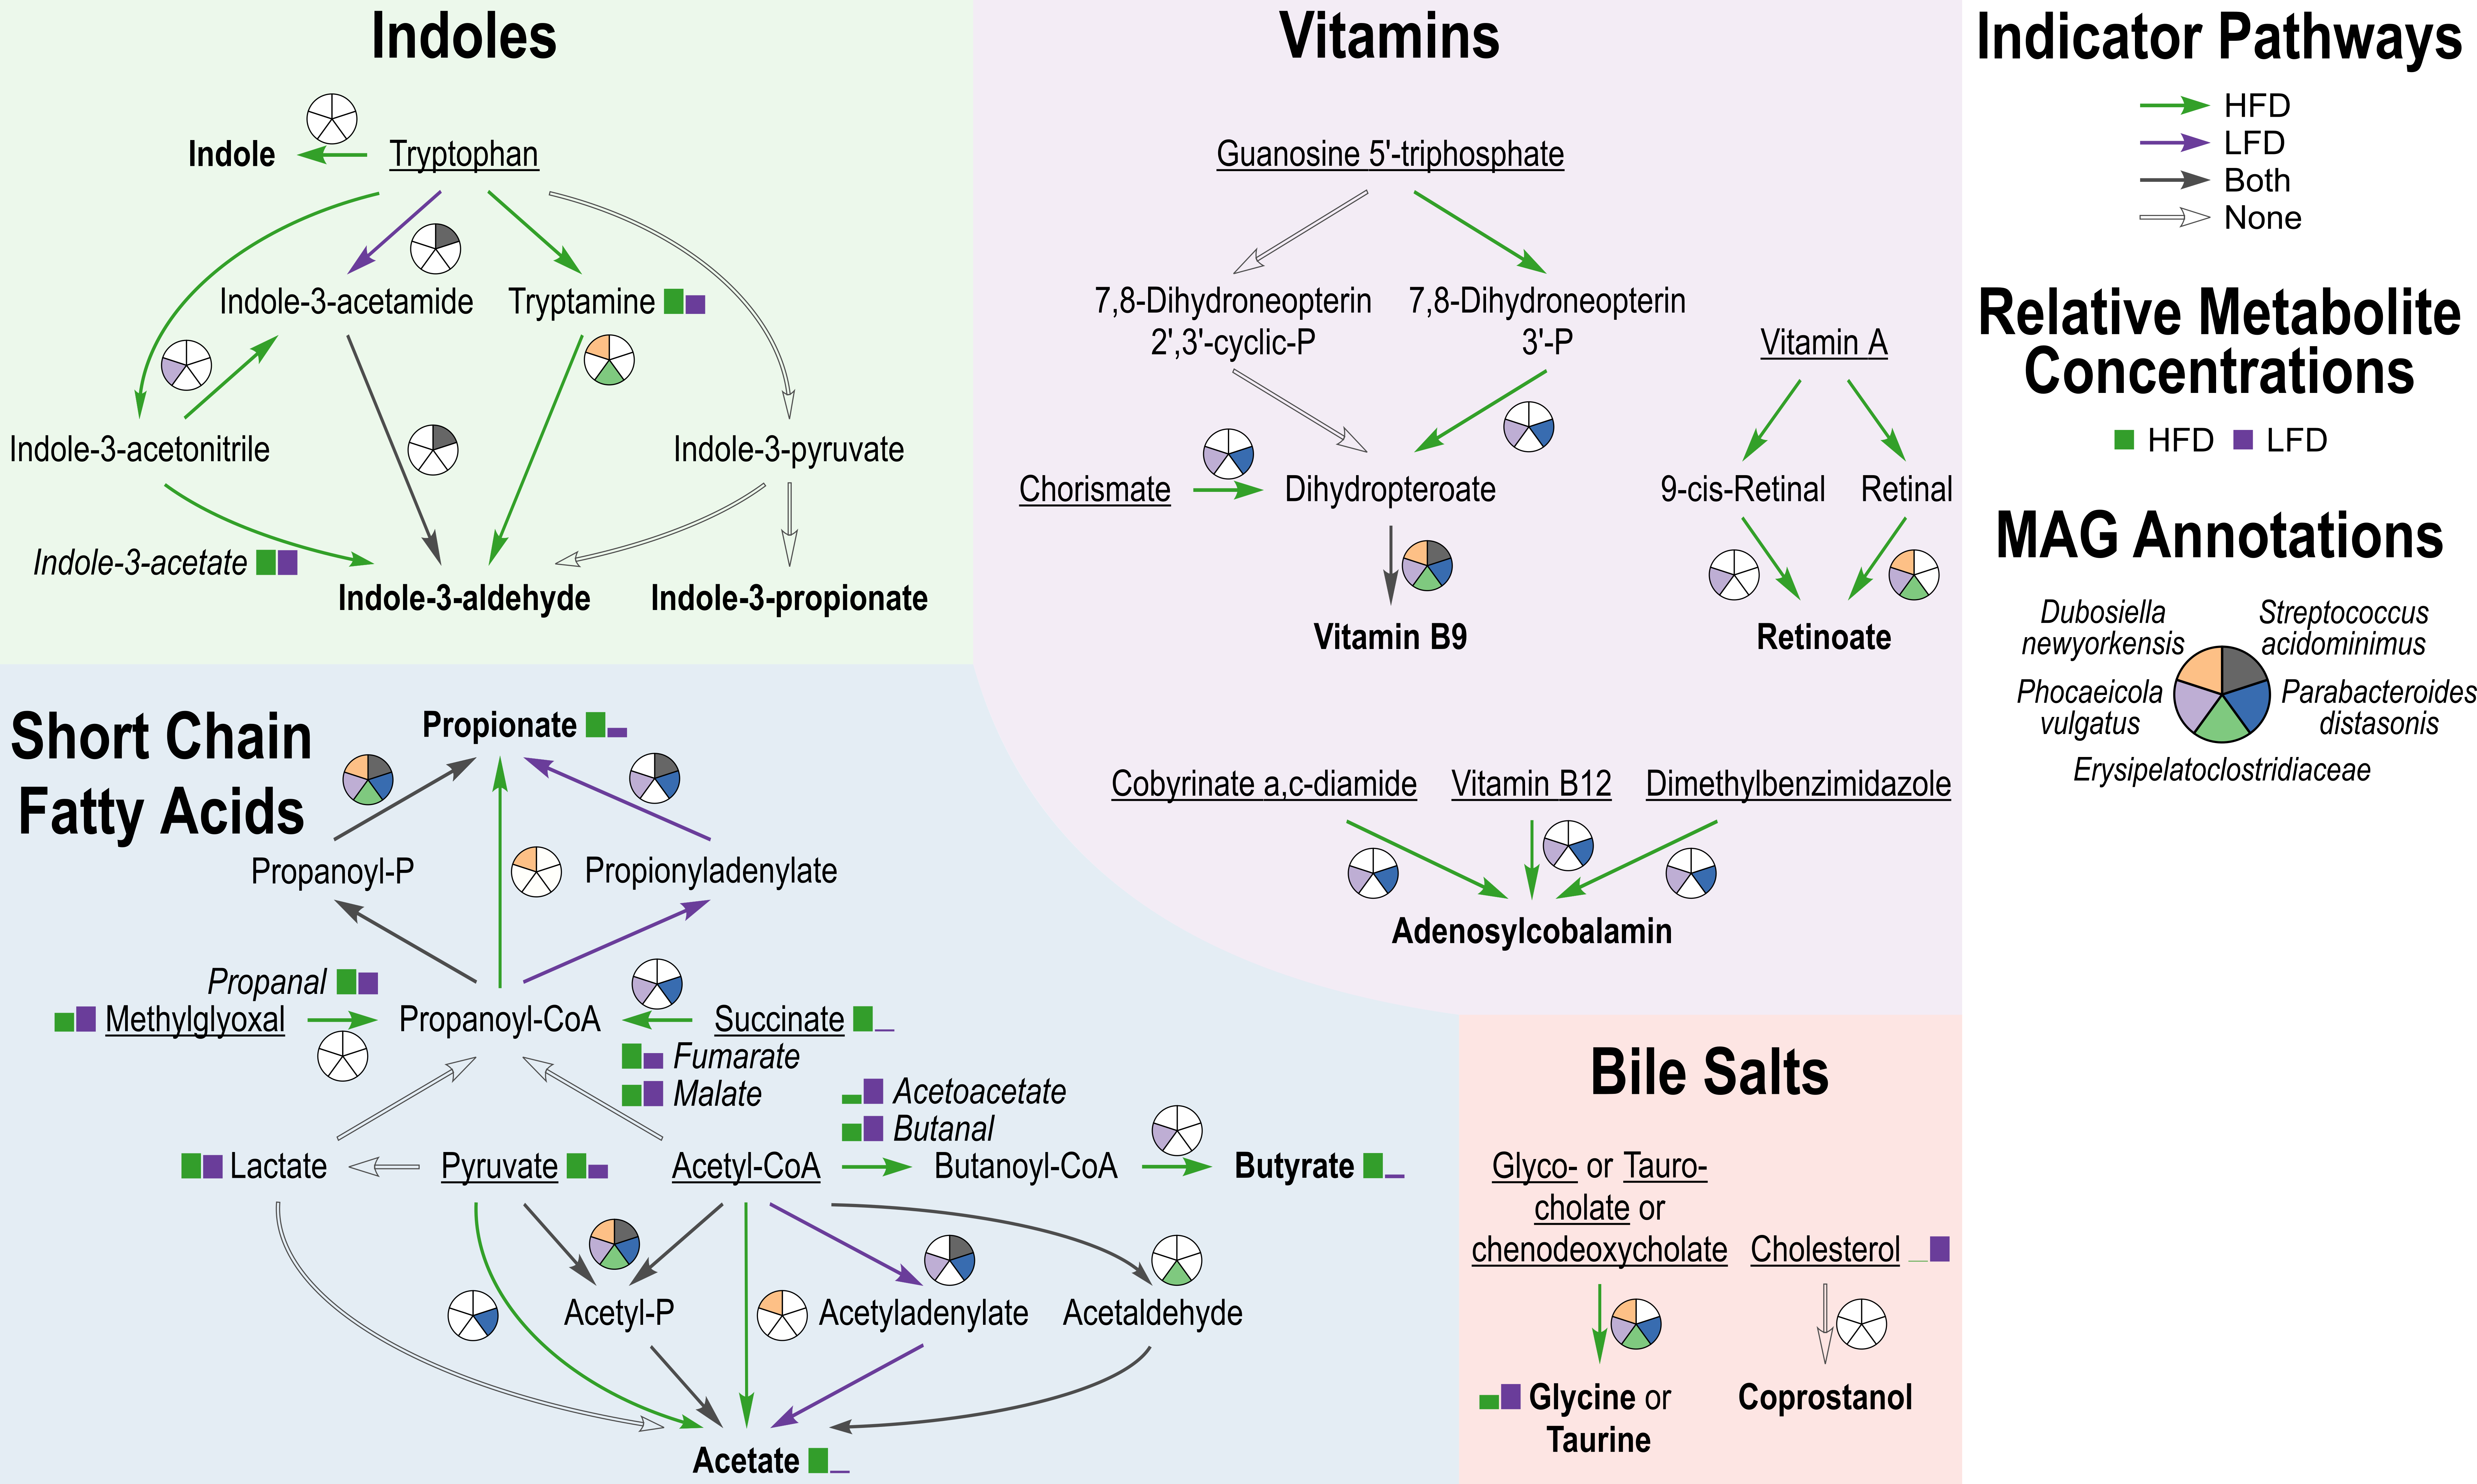 Indoles
Indole
Tryptophan
Indole-3-acetamide
Tryptamine
Indole-3-acetonitrile
Indole-3-pyruvate
Indole-3-acetate
Indole-3-aldehyde
Indole-3-propionate
Vitamins
Guanosine 5'-triphosphate
7,8-Dihydroneopterin
2',3'-cyclic-P
7,8-Dihydroneopterin
3'-P
Vitamin A
Chorismate
Dihydropteroate
9-cis-Retinal
Retinal
Vitamin B9
Retinoate
Cobyrinate a,c-diamide
Vitamin B12
Dimethylbenzimidazole
Adenosylcobalamin
Short Chain
Fatty Acids
Propionate
Propanoyl-P
Propionyladenylate
Propanal
Methylglyoxal
Propanoyl-CoA
Succinate
Fumarate
Malate
Acetoacetate
Butanal
Lactate
Pyruvate
Acetyl-CoA
Butanoyl-CoA
Butyrate
Acetyl-P
Acetyladenylate
Acetaldehyde
Acetate
Bile Salts
Glyco- or Tauro-
cholate or
chenodeoxycholate
Cholesterol
Glycine or
Taurine
Coprostanol
Indicator Pathways
HFD
LFD
Both
None
Relative Metabolite
Concentrations
HFD
LFD
MAG Annotations
Dubosiella
newyorkensis
Streptococcus
acidominimus
Phocaeicola
vulgatus
Parabacteroides
distasonis
Erysipelatoclostridiaceae